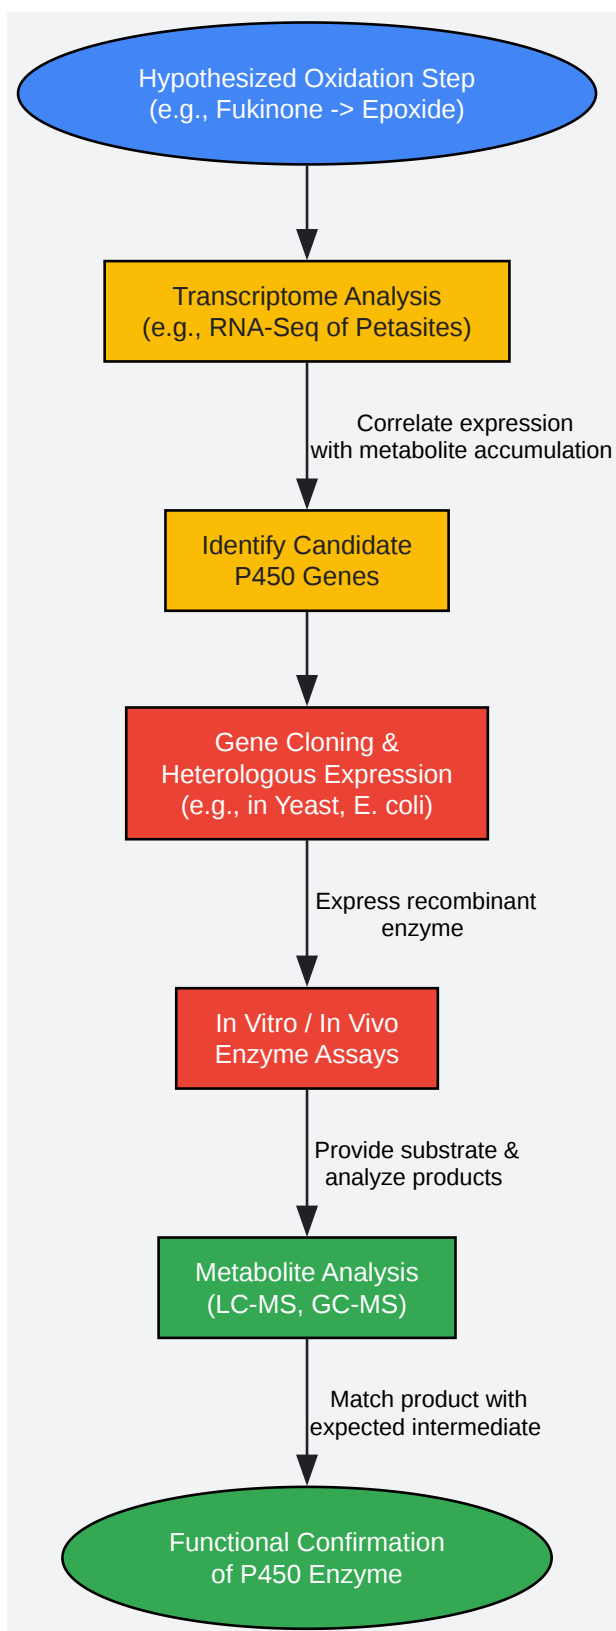 Hypothesized Oxidation Step
(e.g., Fukinone -> Epoxide)
Transcriptome Analysis
(e.g., RNA-Seq of Petasites)
Correlate expression
with metabolite accumulation
Identify Candidate
P450 Genes
Gene Cloning &
Heterologous Expression
(e.g., in Yeast, E. coli)
Express recombinant
enzyme
In Vitro / In Vivo
Enzyme Assays
Provide substrate &
analyze products
Metabolite Analysis
(LC-MS, GC-MS)
Match product with
expected intermediate
Functional Confirmation
of P450 Enzyme